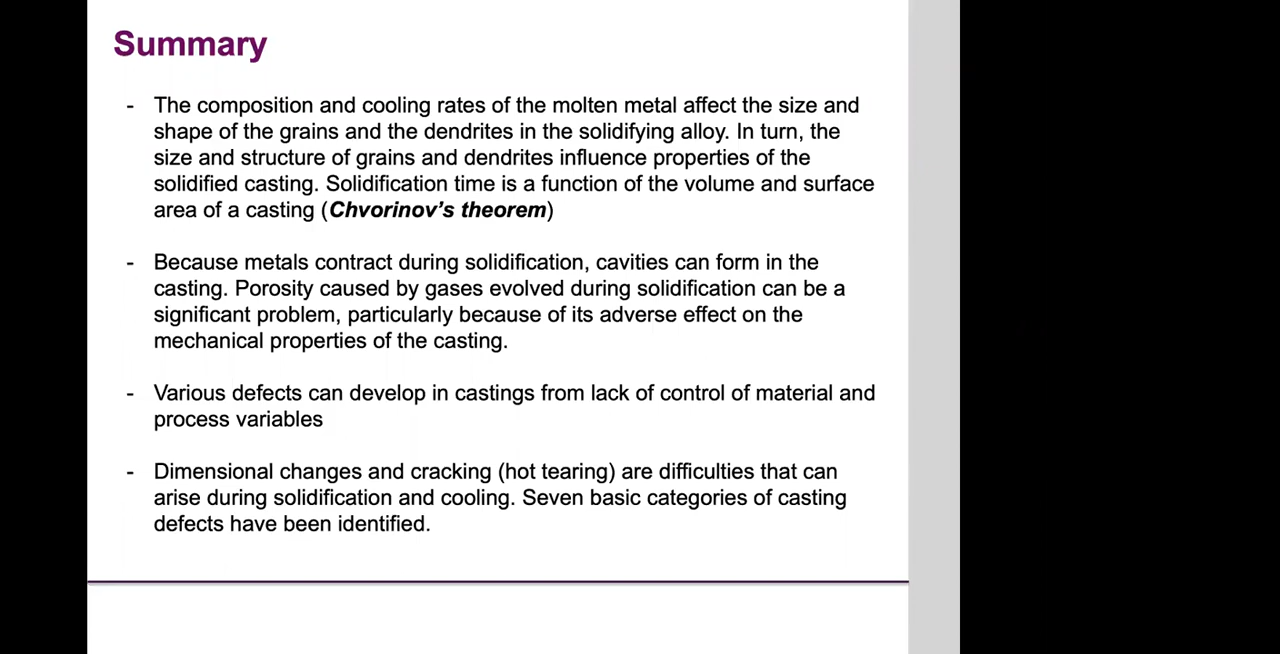 Summary
- The composition and cooling rates of the molten metal affect the size and
shape of the grains and the dendrites in the solidifying alloy. In turn, the
size and structure of grains and dendrites influence properties of the
solidified casting. Solidification time is a function of the volume and surface
area of a casting (Chvorinov’s theorem)
- Because metals contract during solidification, cavities can form in the
casting. Porosity caused by gases evolved during solidification can be a
significant problem, particularly because of its adverse effect on the
mechanical properties of the casting.
- Various defects can develop in castings from lack of control of material and
process variables
- Dimensional changes and cracking (hot tearing) are difficulties that can
arise during solidification and cooling. Seven basic categories of casting
defects have been identified.